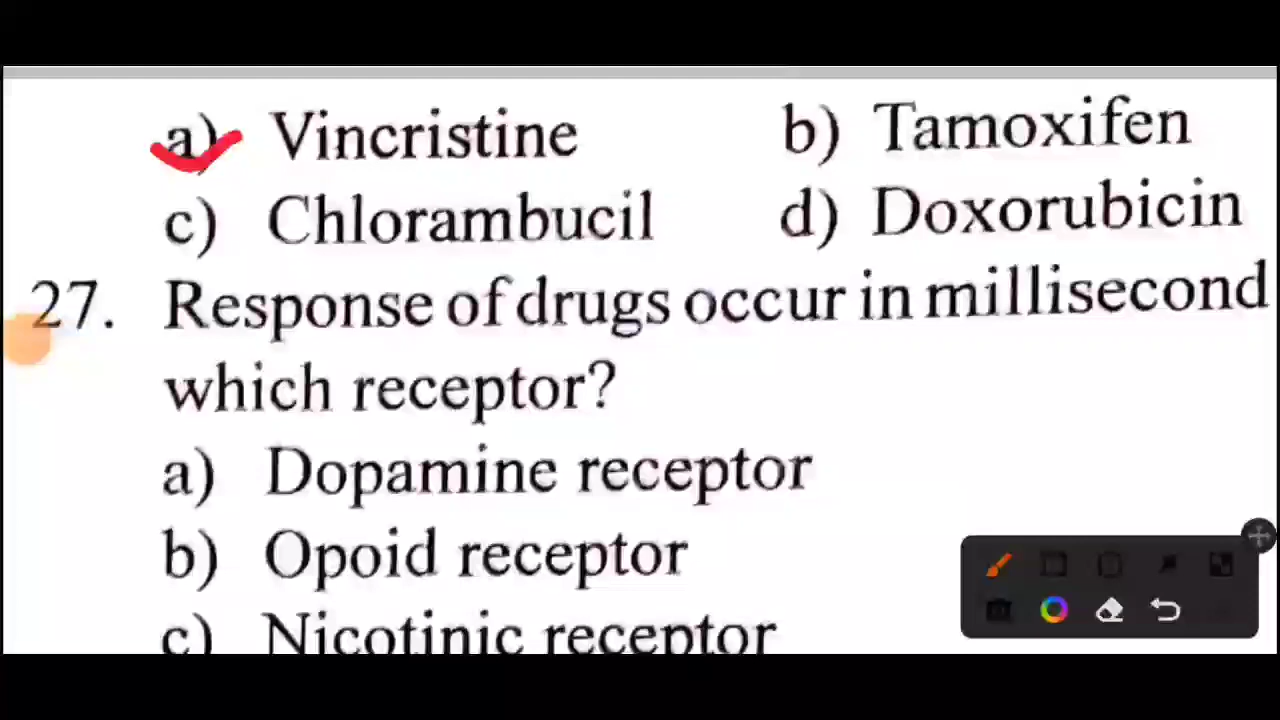 a) Vincristine b) Tamoxifen
c) Chlorambucil d) Doxorubicin
27. Response of drugs occur in millisecond
which receptor?
a) Dopamine receptor
b) Opoid receptor
c) Nicotinic receptor